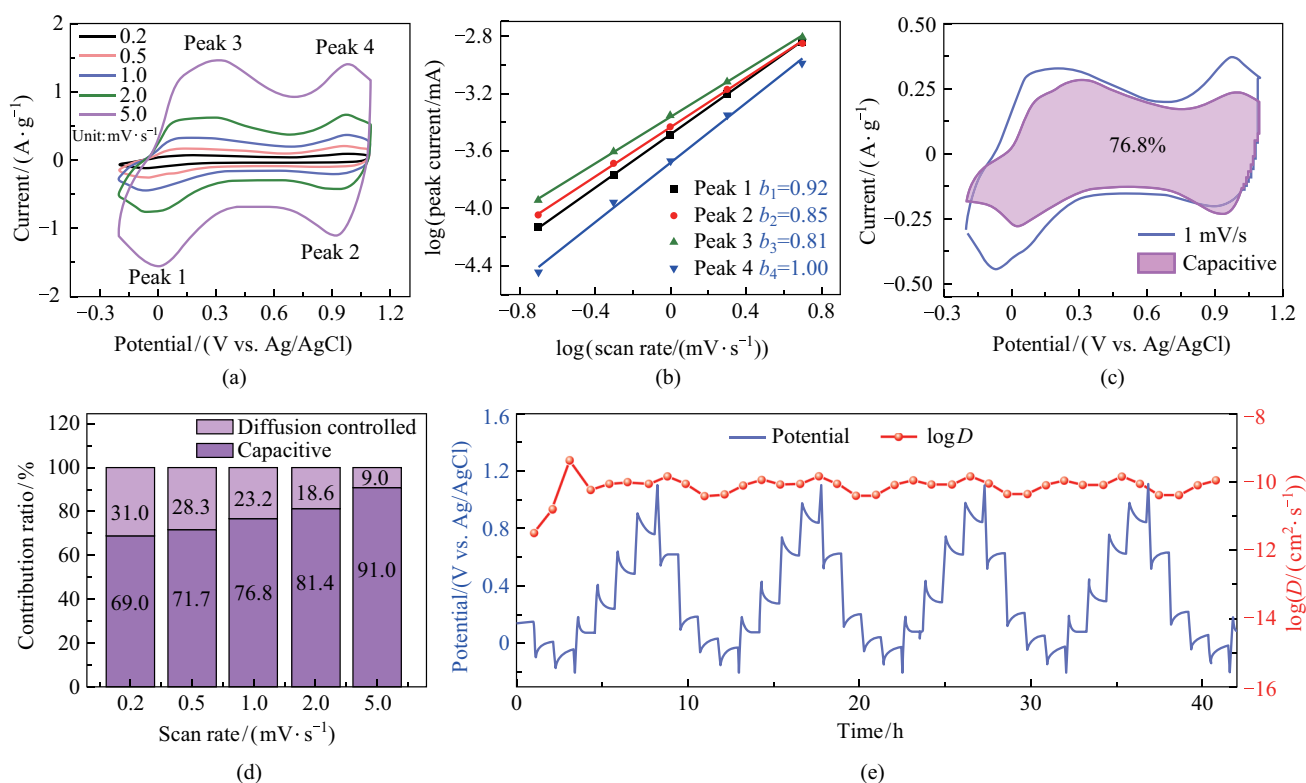 2
1
0
−1
−2
Current/(A·g⁻¹)
0.2
0.5
1.0
2.0
5.0
Unit:mV·s⁻¹
Peak 3
Peak 4
Peak 1
Peak 2
−0.3 0 0.3 0.6 0.9 1.2
Potential/(V vs. Ag/AgCl)
(a)
−2.8
−3.2
−3.6
−4.0
−4.4
log(peak current/mA)
Peak 1 b₁=0.92
Peak 2 b₂=0.85
Peak 3 b₃=0.81
Peak 4 b₄=1.00
−0.8 −0.4 0 0.4 0.8
log(scan rate/(mV·s⁻¹))
(b)
0.50
0.25
0
−0.25
−0.50
Current/(A·g⁻¹)
76.8%
1 mV/s
Capacitive
−0.3 0 0.3 0.6 0.9 1.2
Potential/(V vs. Ag/AgCl)
(c)
120
100
80
60
40
20
0
Contribution ratio/%
Diffusion controlled
Capacitive
31.0 28.3 23.2 18.6 9.0
69.0 71.7 76.8 81.4 91.0
0.2 0.5 1.0 2.0 5.0
Scan rate/(mV·s⁻¹)
(d)
1.6
1.2
0.8
0.4
0
Potential/(V vs. Ag/AgCl)
Potential
logD
−8
−10
−12
−14
−16
log(D/(cm²·s⁻¹))
0 10 20 30 40
Time/h
(e)